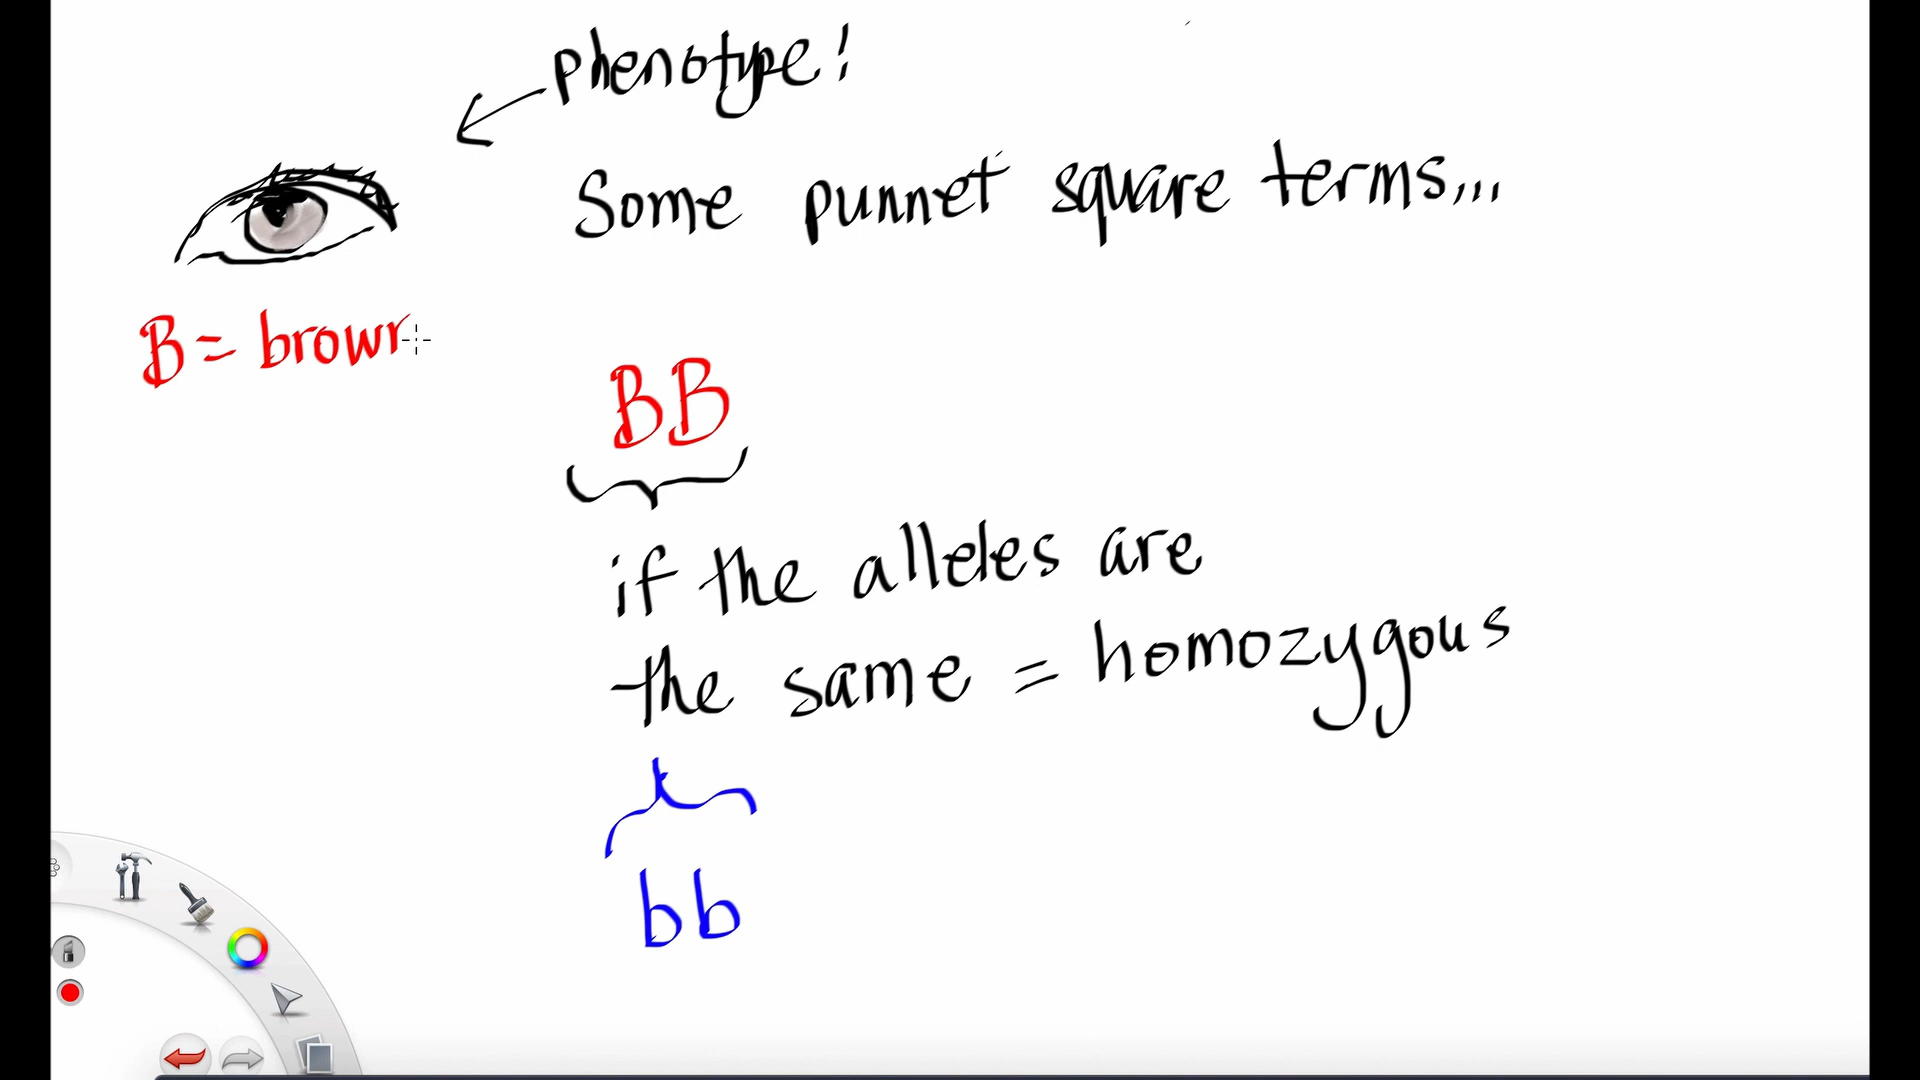 phenotype!
Some punnet square terms...
B = brown
BB
if the alleles are
the same = homozygous
bb